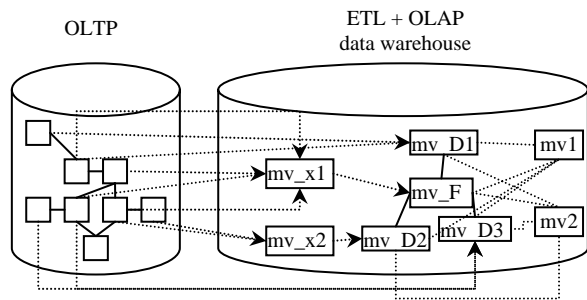 OLTP
ETL + OLAP
data warehouse
mv_D1
mv1
mv_x1
mv_F
mv_x2
mv_D2
mv_D3
mv2